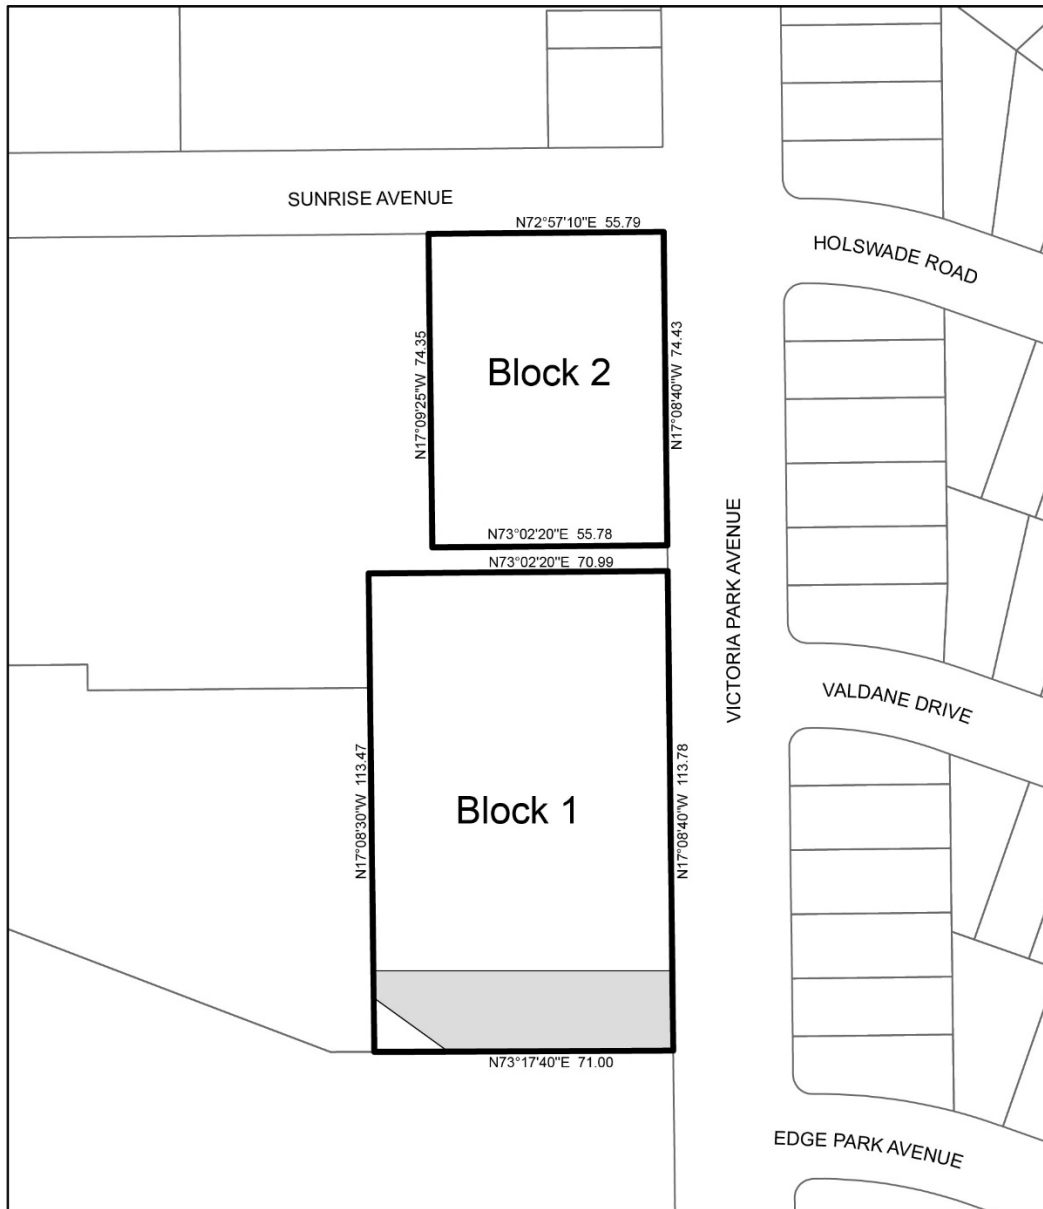 SUNRISE AVENUE
N72°57'10"E 55.79
HOLSWADE ROAD
N17°09'25"W 74.35
Block 2
N17°08'40"W 74.43
N73°02'20"E 55.78
N73°02'20"E 70.99
VICTORIA PARK AVENUE
VALDANE DRIVE
N17°08'30"W 113.47
Block 1
N17°08'40"W 113.78
N73°17'40"E 71.00
EDGE PARK AVENUE